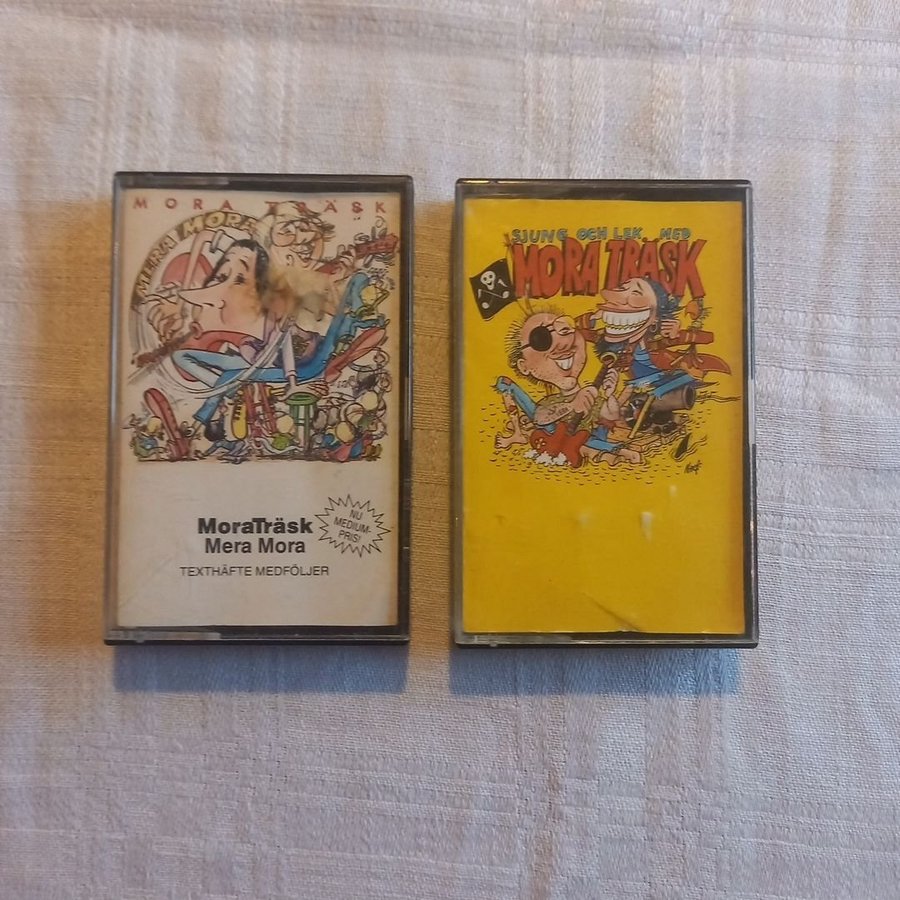 MORA TRÄSK
MERA MORA
MoraTräsk
Mera Mora
NU
MEDIUM-
PRIS!
TEXTHÄFTE MEDFÖLJER
SJUNG OCH LEK MED
MORA TRÄSK